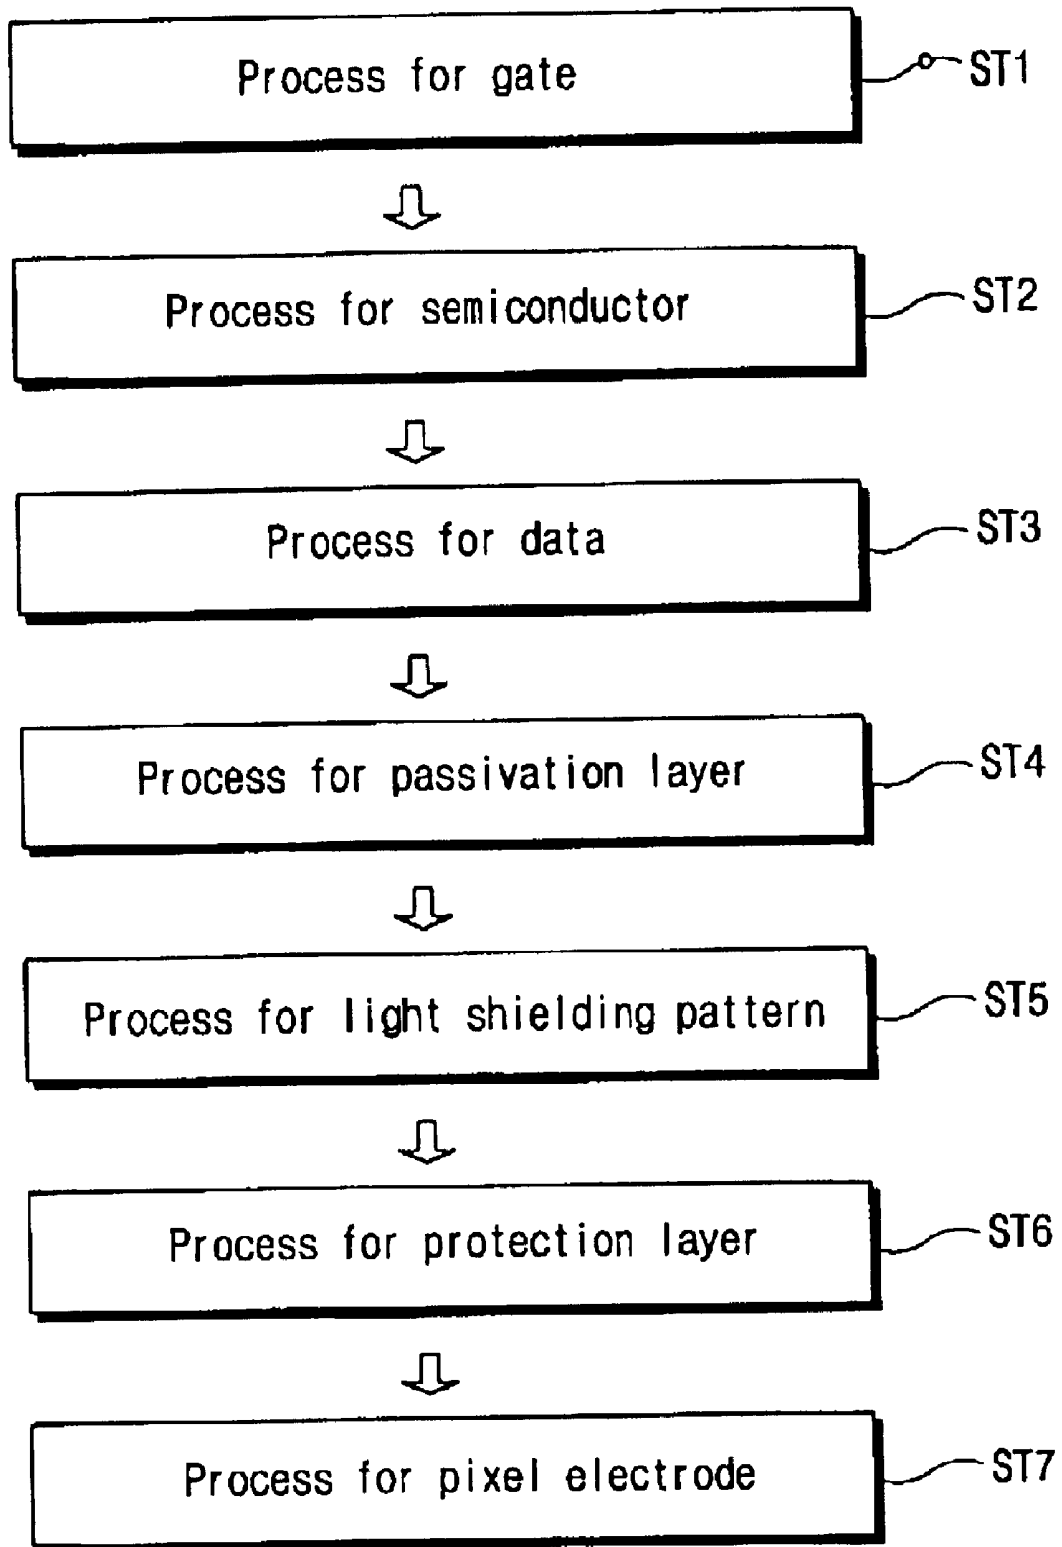 Process for gate
ST1
Process for semiconductor
ST2
Process for data
ST3
Process for passivation layer
ST4
Process for light shielding pattern
ST5
Process for protection layer
ST6
Process for pixel electrode
ST7